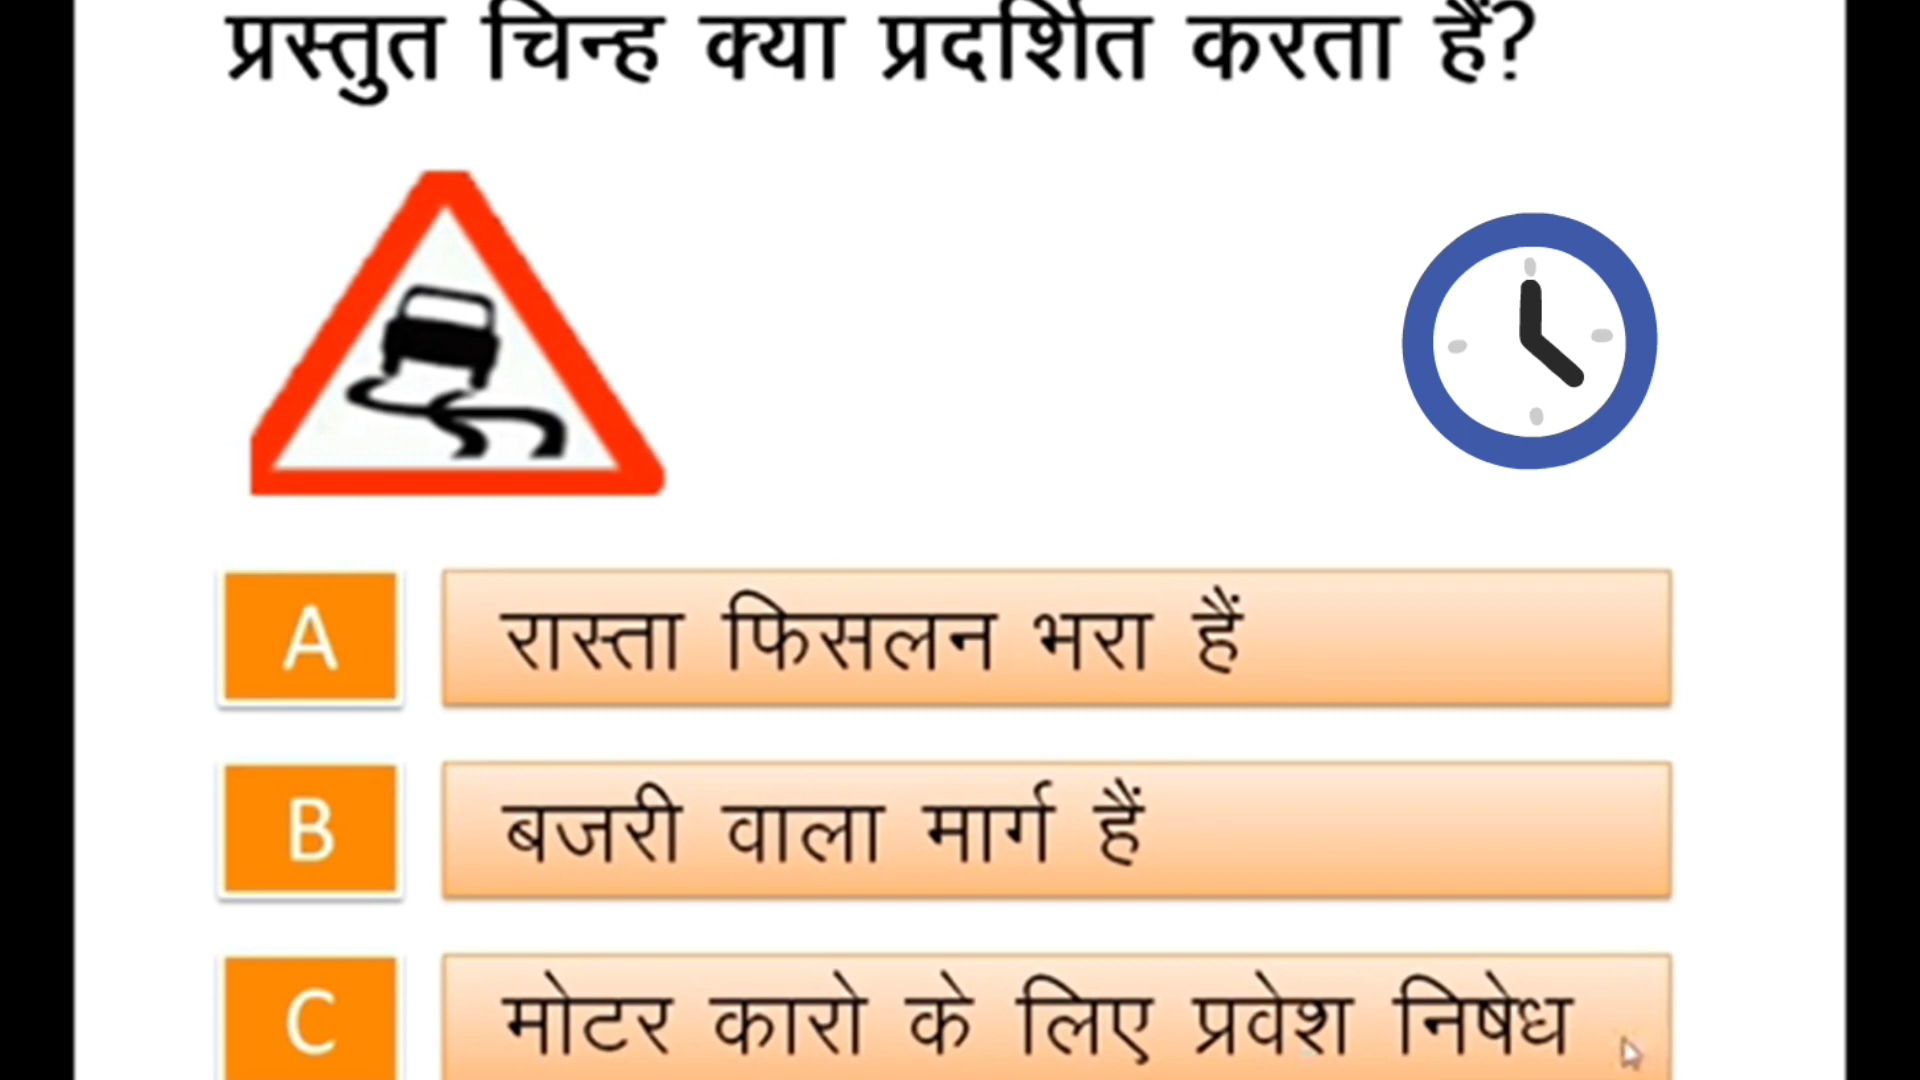 प्रस्तुत चिन्ह क्या प्रदर्शित करता हैं?
A रास्ता फिसलन भरा हैं
B बजरी वाला मार्ग हैं
C मोटर कारो के लिए प्रवेश निषेध